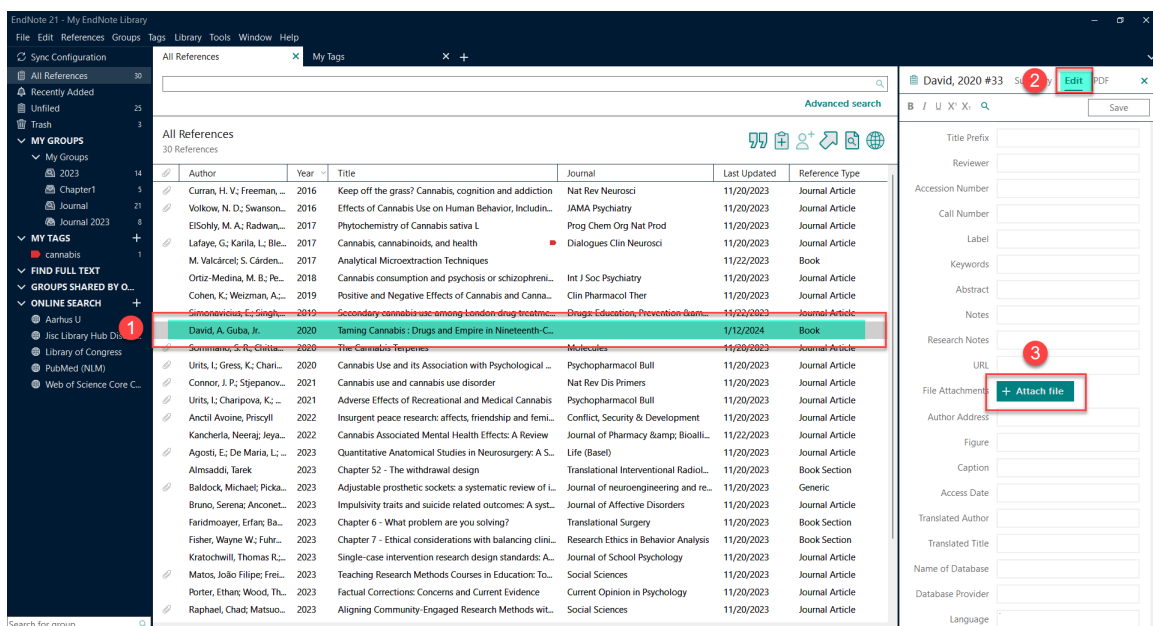 EndNote 21 - My EndNote Library
File Edit References Groups Tags Library Tools Window Help
Sync Configuration
All References 30
Recently Added
Unfiled 25
Trash 3
MY GROUPS
My Groups
2023 14
Chapter1 5
Journal 21
Journal 2023 8
MY TAGS +
cannabis 1
FIND FULL TEXT
GROUPS SHARED BY O...
ONLINE SEARCH +
Aarhus U
Jisc Library Hub
Library of Congress
PubMed (NLM)
Web of Science Core C...
Search for group
All References × My Tags × +
Advanced search
All References
30 References
Author Year Title Journal Last Updated Reference Type
Curran, H. V.; Freeman, ... 2016 Keep off the grass? Cannabis, cognition and addiction Nat Rev Neurosci 11/20/2023 Journal Article
Volkow, N. D.; Swanson... 2016 Effects of Cannabis Use on Human Behavior, Includin... JAMA Psychiatry 11/20/2023 Journal Article
ElSohly, M. A.; Radwan,... 2017 Phytochemistry of Cannabis sativa L Prog Chem Org Nat Prod 11/20/2023 Journal Article
Lafaye, G.; Karila, L.; Ble... 2017 Cannabis, cannabinoids, and health Dialogues Clin Neurosci 11/20/2023 Journal Article
M. Valcárcel; S. Cárden... 2017 Analytical Microextraction Techniques 11/22/2023 Book
Ortiz-Medina, M. B.; Pe... 2018 Cannabis consumption and psychosis or schizophreni... Int J Soc Psychiatry 11/20/2023 Journal Article
Cohen, K.; Weizman, A.;... 2019 Positive and Negative Effects of Cannabis and Canna... Clin Pharmacol Ther 11/20/2023 Journal Article
Simonavicius, E.; Singh,... 2019 Secondary cannabis use among London drug treatme... Drugs: Education, Prevention &am... 11/22/2023 Journal Article
1
David, A. Guba, Jr. 2020 Taming Cannabis : Drugs and Empire in Nineteenth-C... 1/12/2024 Book
Sommano, S. R.; Chitta... 2020 The Cannabis Terpenes Molecules 11/20/2023 Journal Article
Urits, I.; Gress, K.; Chari... 2020 Cannabis Use and its Association with Psychological ... Psychopharmacol Bull 11/20/2023 Journal Article
Connor, J. P.; Stjepanov... 2021 Cannabis use and cannabis use disorder Nat Rev Dis Primers 11/20/2023 Journal Article
Urits, I.; Charipova, K.; ... 2021 Adverse Effects of Recreational and Medical Cannabis Psychopharmacol Bull 11/20/2023 Journal Article
Anctil Avoine, Priscyll 2022 Insurgent peace research: affects, friendship and femi... Conflict, Security & Development 11/20/2023 Journal Article
Kancherla, Neeraj; Jeya... 2022 Cannabis Associated Mental Health Effects: A Review Journal of Pharmacy &amp; Bioalli... 11/22/2023 Journal Article
Agosti, E.; De Maria, L.; ... 2023 Quantitative Anatomical Studies in Neurosurgery: A S... Life (Basel) 11/20/2023 Journal Article
Almsaddi, Tarek 2023 Chapter 52 - The withdrawal design Translational Interventional Radiol... 11/20/2023 Book Section
Baldock, Michael; Picka... 2023 Adjustable prosthetic sockets: a systematic review of i... Journal of neuroengineering and re... 11/20/2023 Generic
Bruno, Serena; Anconet... 2023 Impulsivity traits and suicide related outcomes: A syst... Journal of Affective Disorders 11/20/2023 Journal Article
Faridmoayer, Erfan; Ba... 2023 Chapter 6 - What problem are you solving? Translational Surgery 11/20/2023 Book Section
Fisher, Wayne W.; Fuhr... 2023 Chapter 7 - Ethical considerations with balancing clini... Research Ethics in Behavior Analysis 11/20/2023 Book Section
Kratochwill, Thomas R.;... 2023 Single-case intervention research design standards: A... Journal of School Psychology 11/20/2023 Journal Article
Matos, João Filipe; Frei... 2023 Teaching Research Methods Courses in Education: To... Social Sciences 11/20/2023 Journal Article
Porter, Ethan; Wood, Th... 2023 Factual Corrections: Concerns and Current Evidence Current Opinion in Psychology 11/20/2023 Journal Article
Raphael, Chad; Matsuo... 2023 Aligning Community-Engaged Research Methods wit... Social Sciences 11/20/2023 Journal Article
David, 2020 #33 2 Edit PDF ×
B I U X¹ X₁ Save
Title Prefix
Reviewer
Accession Number
Call Number
Label
Keywords
Abstract
Notes
Research Notes
URL
3
File Attachments + Attach file
Author Address
Figure
Caption
Access Date
Translated Author
Translated Title
Name of Database
Database Provider
Language